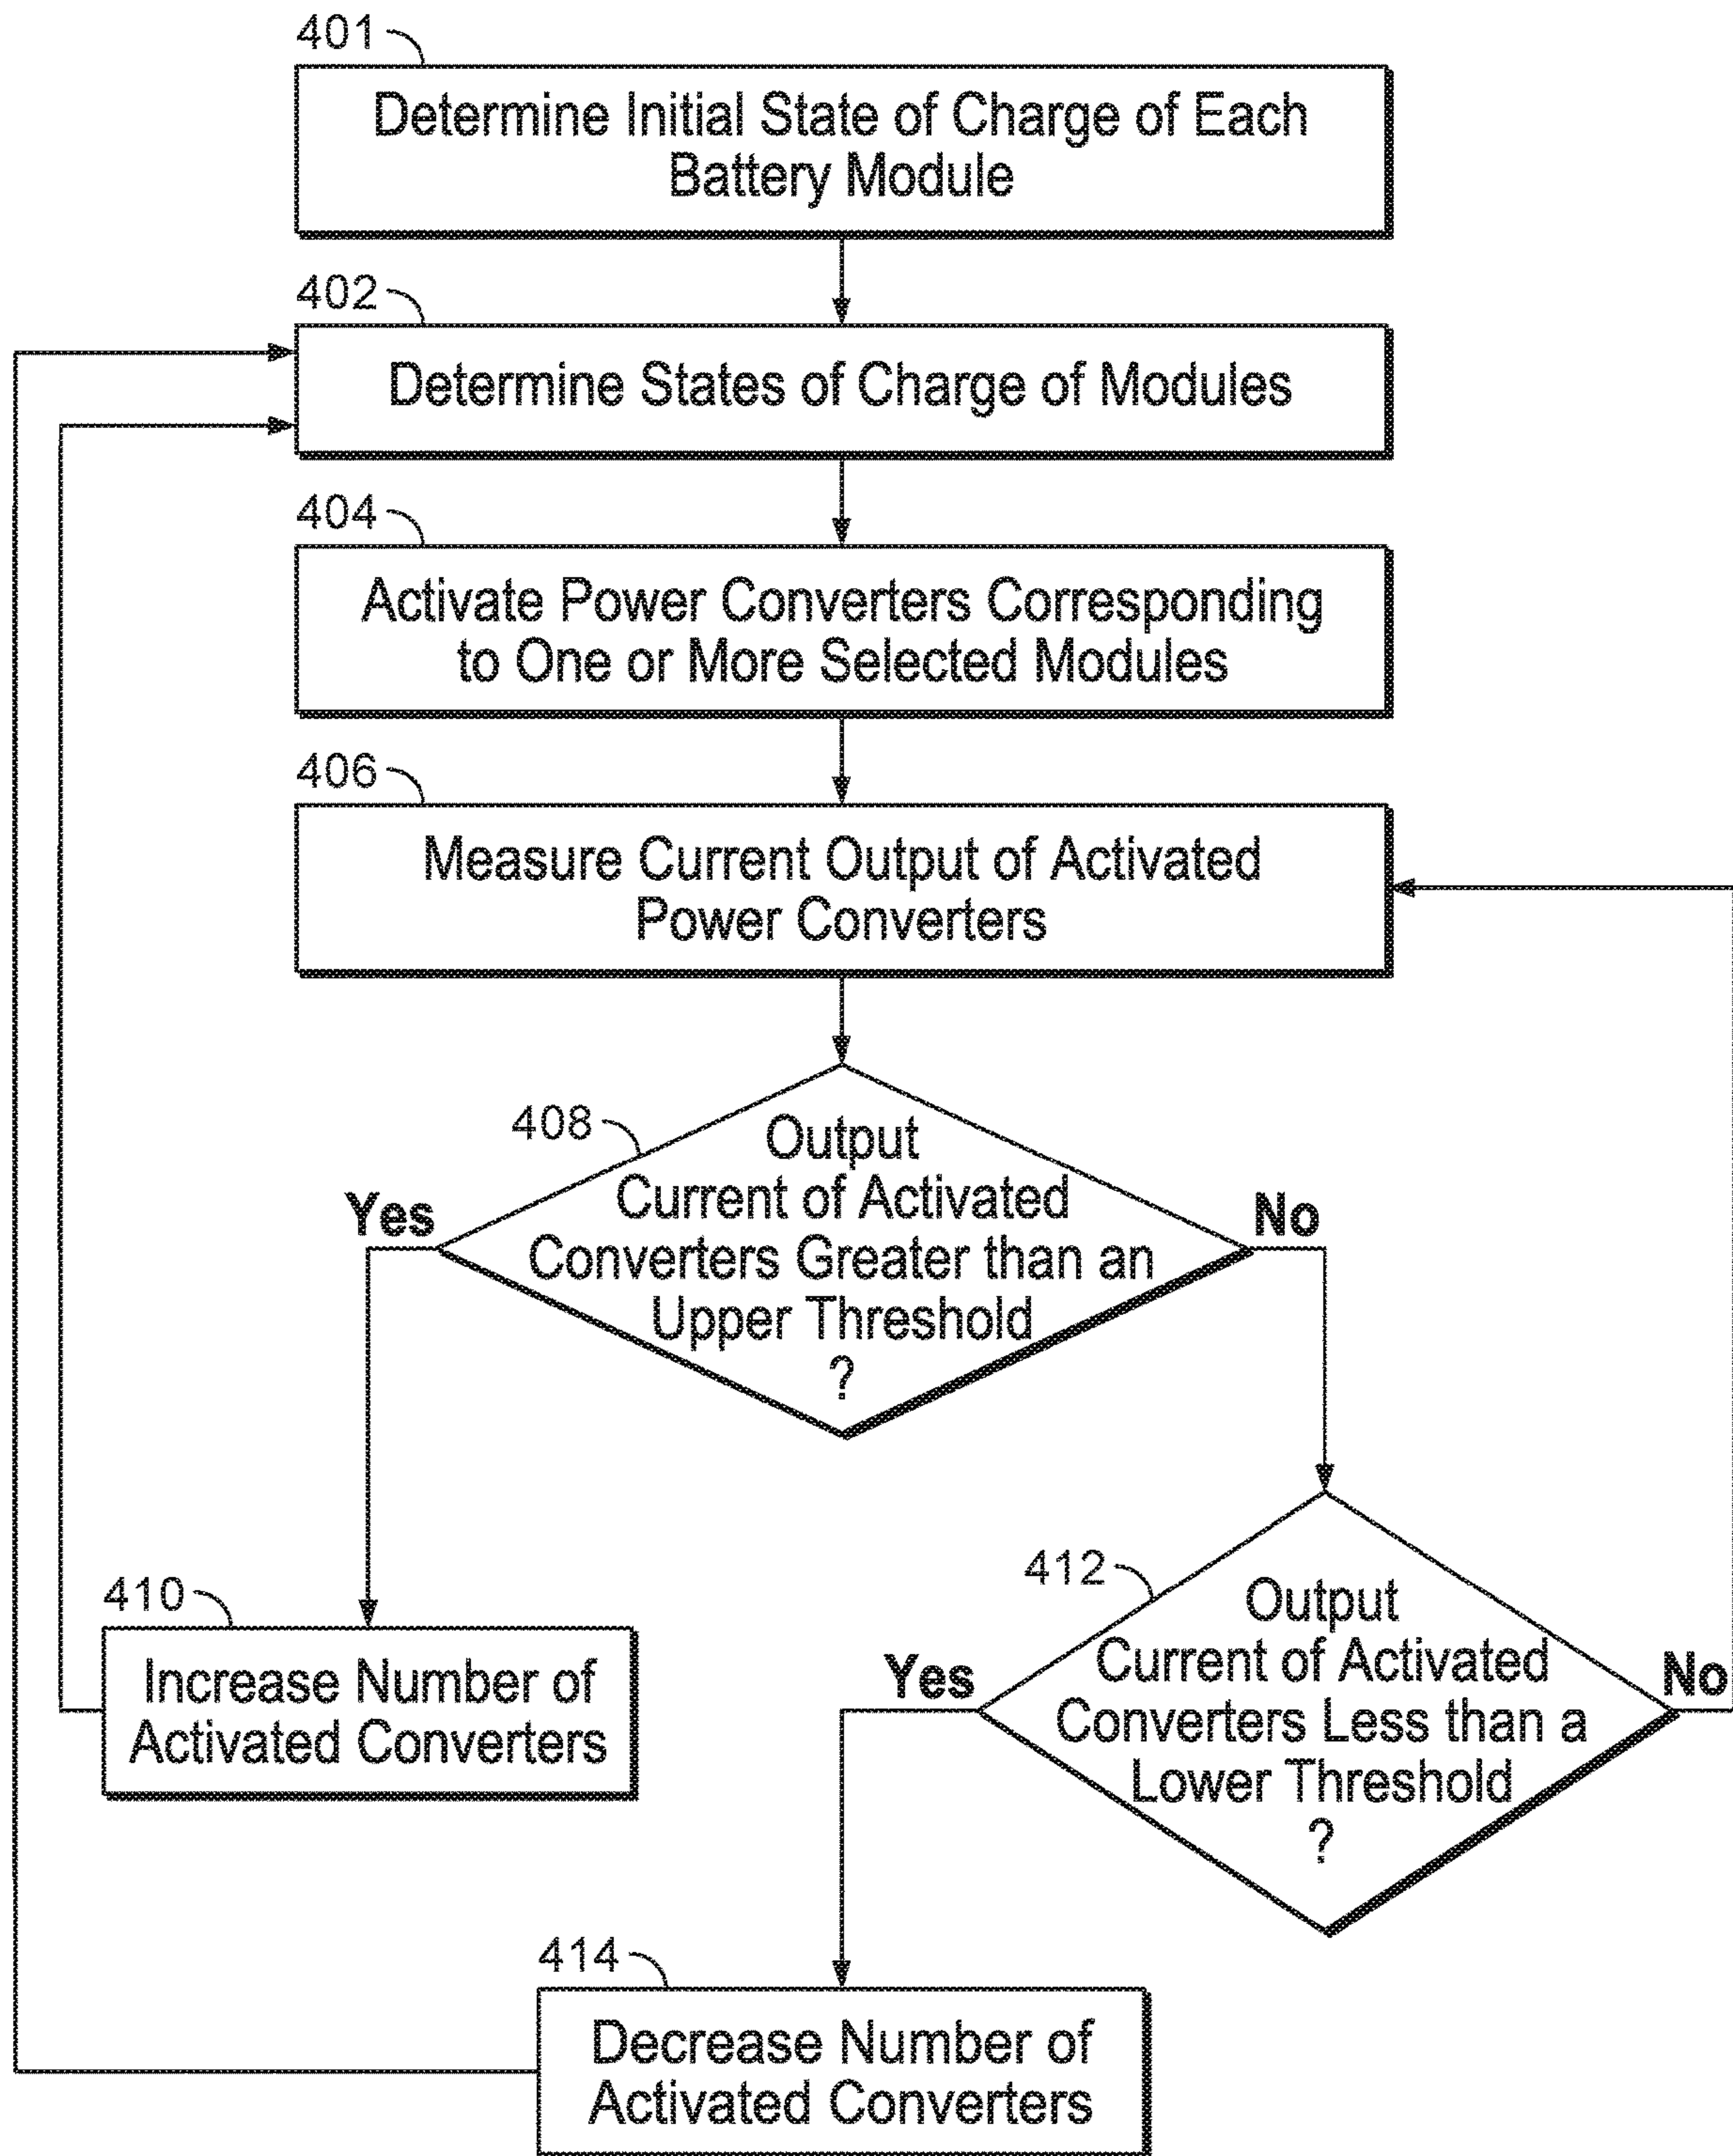 401
Determine Initial State of Charge of Each
Battery Module
402
Determine States of Charge of Modules
404
Activate Power Converters Corresponding
to One or More Selected Modules
406
Measure Current Output of Activated
Power Converters
408
Output
Current of Activated
Converters Greater than an
Upper Threshold
?
Yes
No
410
Increase Number of
Activated Converters
412
Output
Current of Activated
Converters Less than a
Lower Threshold
?
Yes
No
414
Decrease Number of
Activated Converters